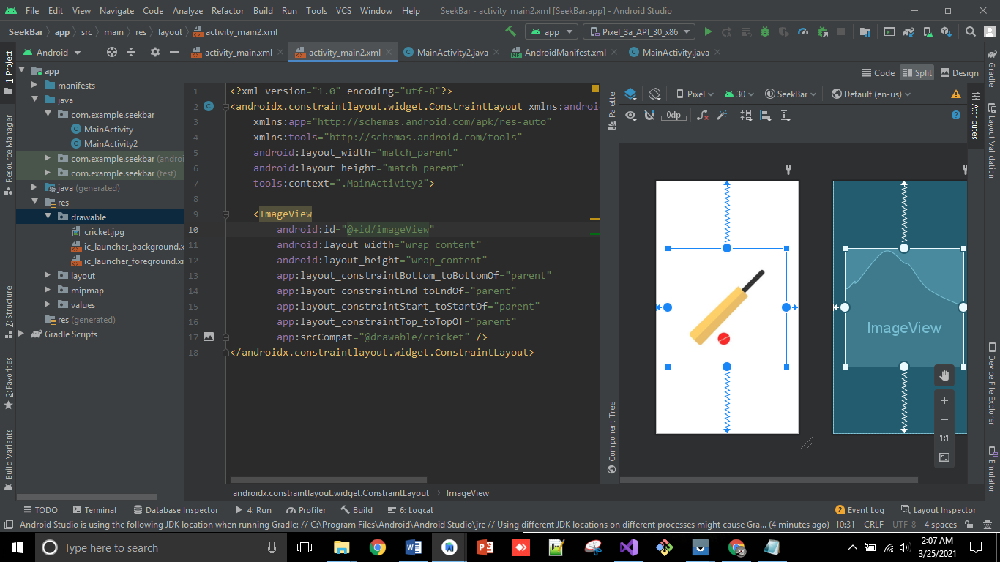 File Edit View Navigate Code Analyze Refactor Build Run Tools VCS Window Help SeekBar - activity_main2.xml [SeekBar.app] - Android Studio
SeekBar app src main res layout activity_main2.xml app Pixel_3a_API_30_x86
Android activity_main.xml activity_main2.xml MainActivity2.java AndroidManifest.xml MainActivity.java
Code Split Design
1: Project
Resource Manager
7: Structure
2: Favorites
Build Variants
app
manifests
java
com.example.seekbar
MainActivity
MainActivity2
com.example.seekbar (androi
com.example.seekbar (test)
java (generated)
res
drawable
cricket.jpg
ic_launcher_background.x
ic_launcher_foreground.xr
layout
mipmap
values
res (generated)
Gradle Scripts
1 <?xml version="1.0" encoding="utf-8"?>
2 <androidx.constraintlayout.widget.ConstraintLayout xmlns:android
3 xmlns:app="http://schemas.android.com/apk/res-auto"
4 xmlns:tools="http://schemas.android.com/tools"
5 android:layout_width="match_parent"
6 android:layout_height="match_parent"
7 tools:context=".MainActivity2">
8
9 <ImageView
10 android:id="@+id/imageView"
11 android:layout_width="wrap_content"
12 android:layout_height="wrap_content"
13 app:layout_constraintBottom_toBottomOf="parent"
14 app:layout_constraintEnd_toEndOf="parent"
15 app:layout_constraintStart_toStartOf="parent"
16 app:layout_constraintTop_toTopOf="parent"
17 app:srcCompat="@drawable/cricket" />
18 </androidx.constraintlayout.widget.ConstraintLayout>
Palette
Component Tree
Pixel 30 SeekBar Default (en-us)
0dp
ImageView
1:1
Attributes
Gradle
Layout Validation
Device File Explorer
Emulator
androidx.constraintlayout.widget.ConstraintLayout ImageView
TODO Terminal Database Inspector 4: Run Profiler Build 6: Logcat 2 Event Log Layout Inspector
Android Studio is using the following JDK location when running Gradle: // C:\Program Files\Android\Android Studio\jre // Using different JDK locations on different processes might cause Gra... (4 minutes ago) 10:31 CRLF UTF-8 4 spaces
Type here to search
2:07 AM
3/25/2021